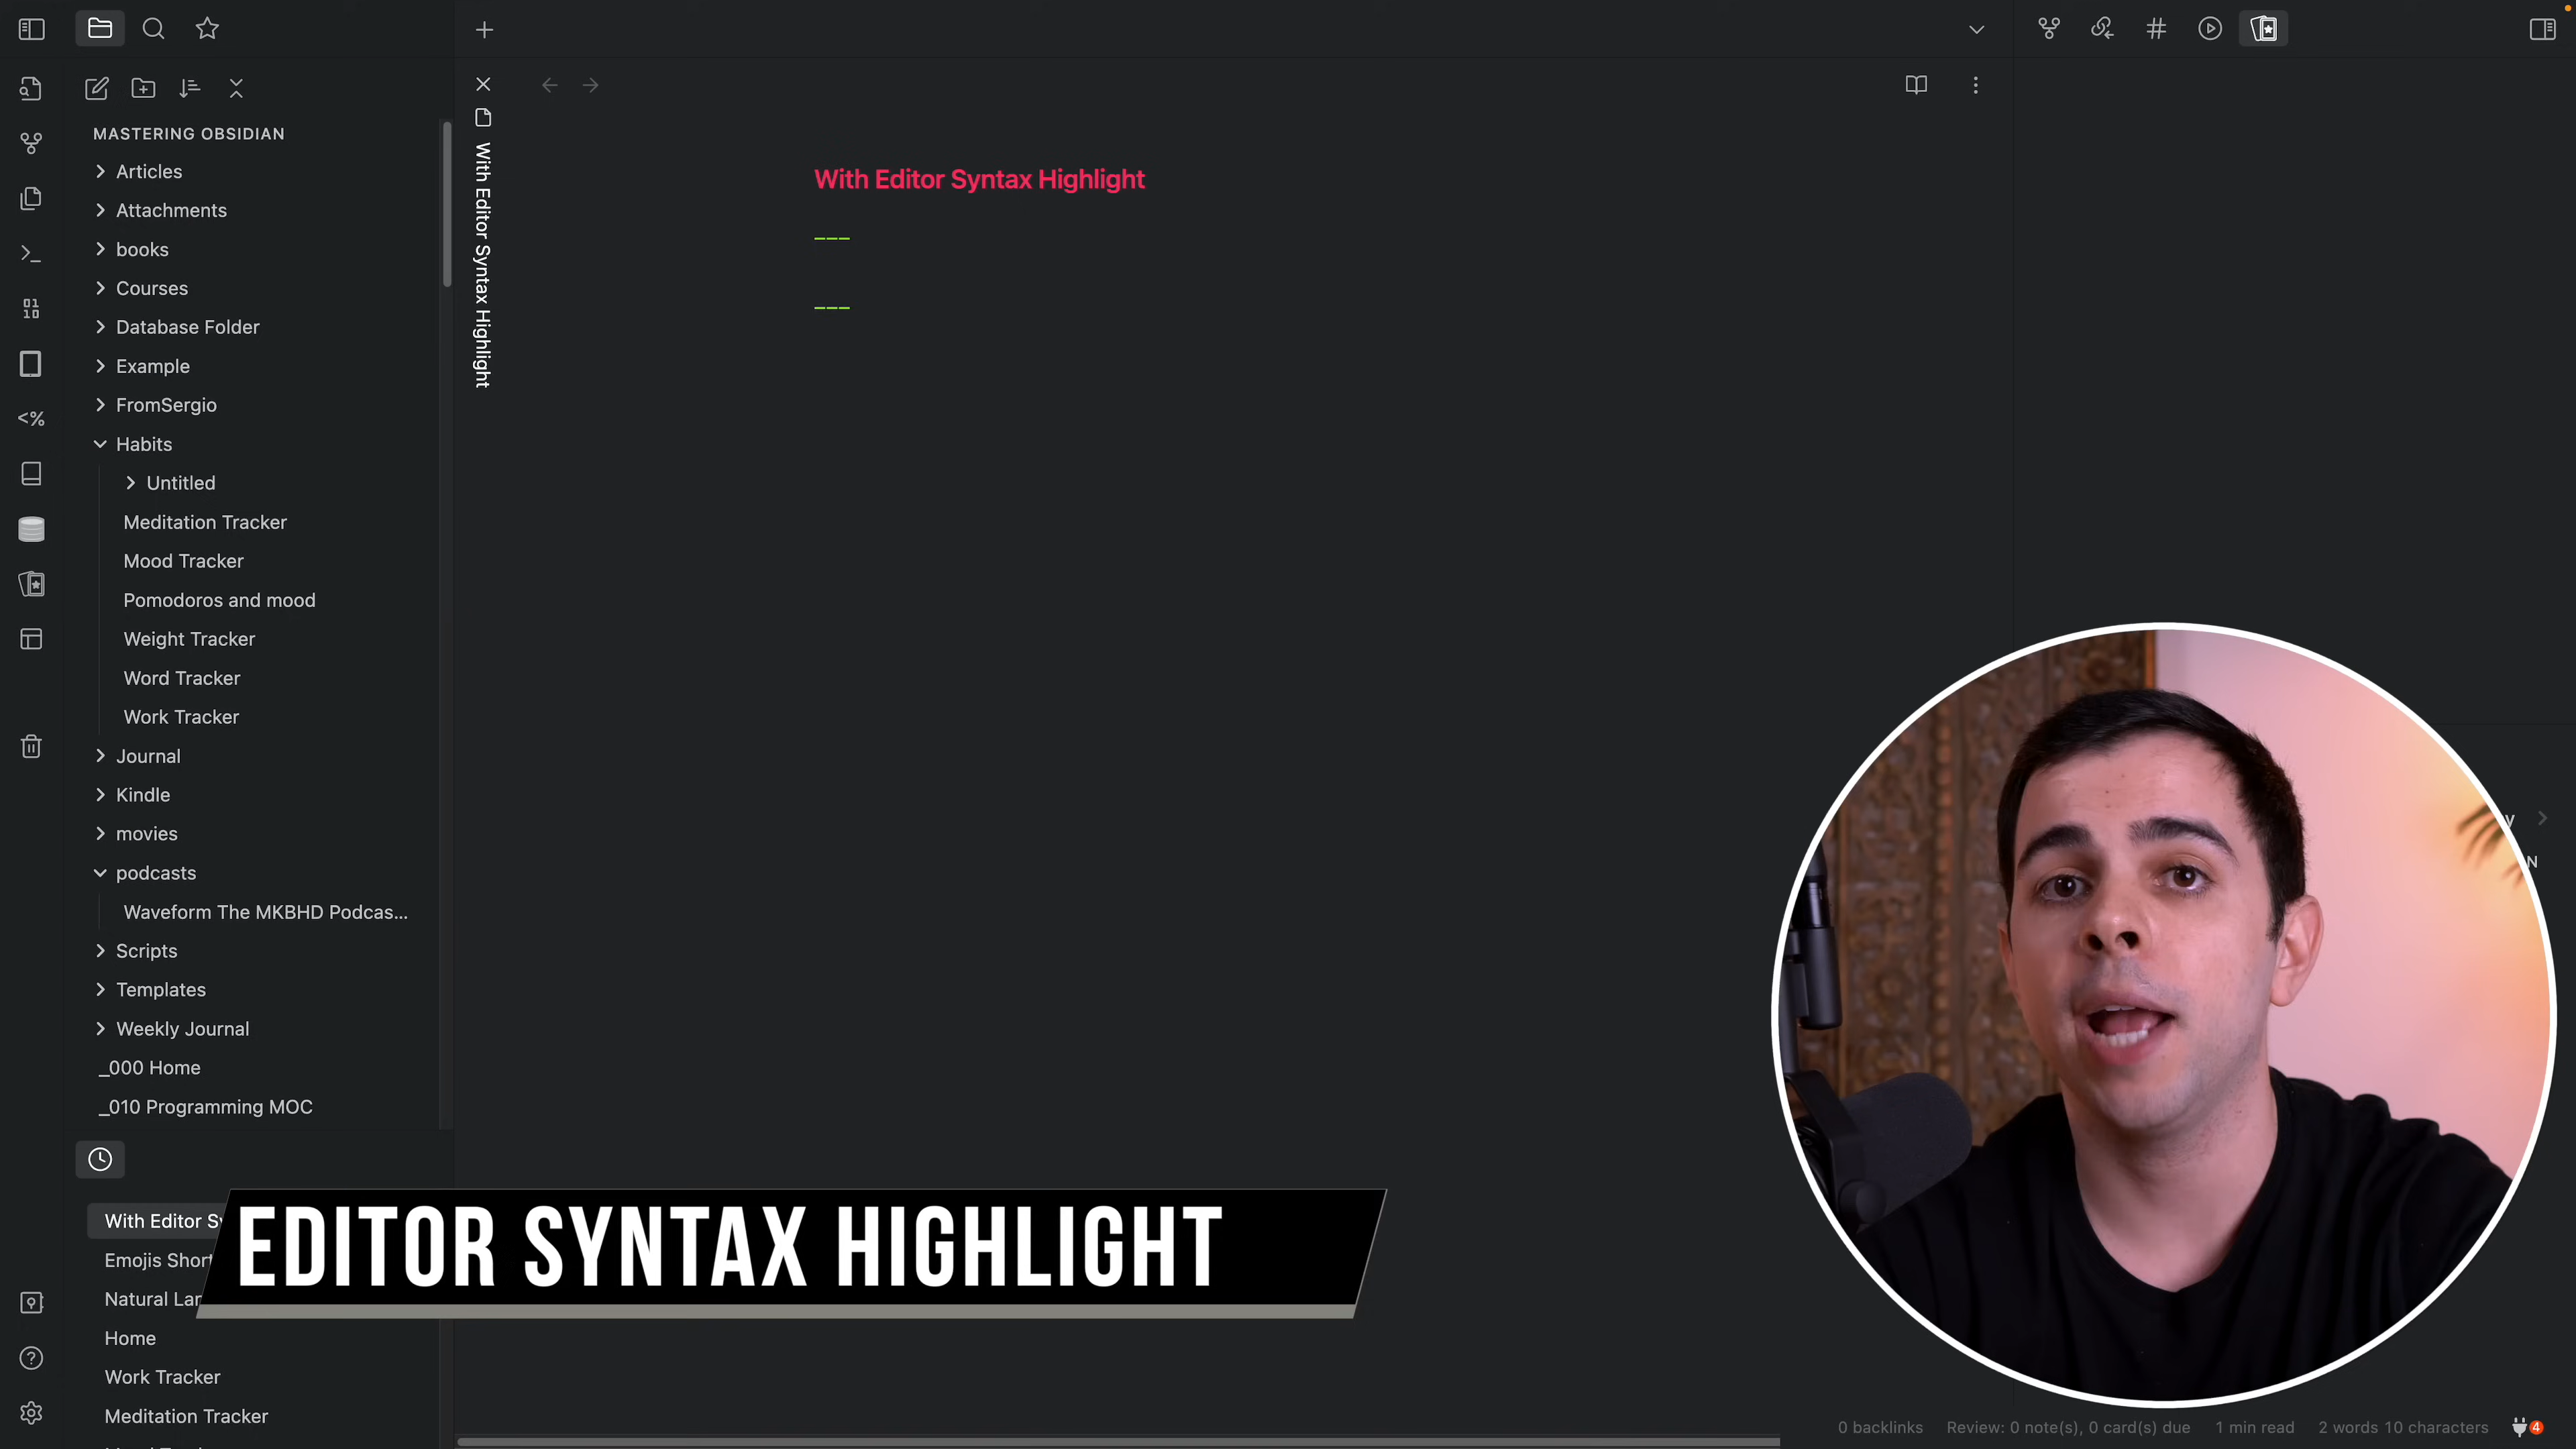 MASTERING OBSIDIAN
Articles
Attachments
books
Courses
Database Folder
Example
FromSergio
Habits
Untitled
Meditation Tracker
Mood Tracker
Pomodoros and mood
Weight Tracker
Word Tracker
Work Tracker
Journal
Kindle
movies
podcasts
Waveform The MKBHD Podcas...
Scripts
Templates
Weekly Journal
_000 Home
_010 Programming MOC
With Editor Sy
Emojis Short
Natural Lan
Home
Work Tracker
Meditation Tracker
With Editor Syntax Highlight
With Editor Syntax Highlight
---
---
EDITOR SYNTAX HIGHLIGHT
y
N
0 backlinks Review: 0 note(s), 0 card(s) due 1 min read 2 words 10 characters 4